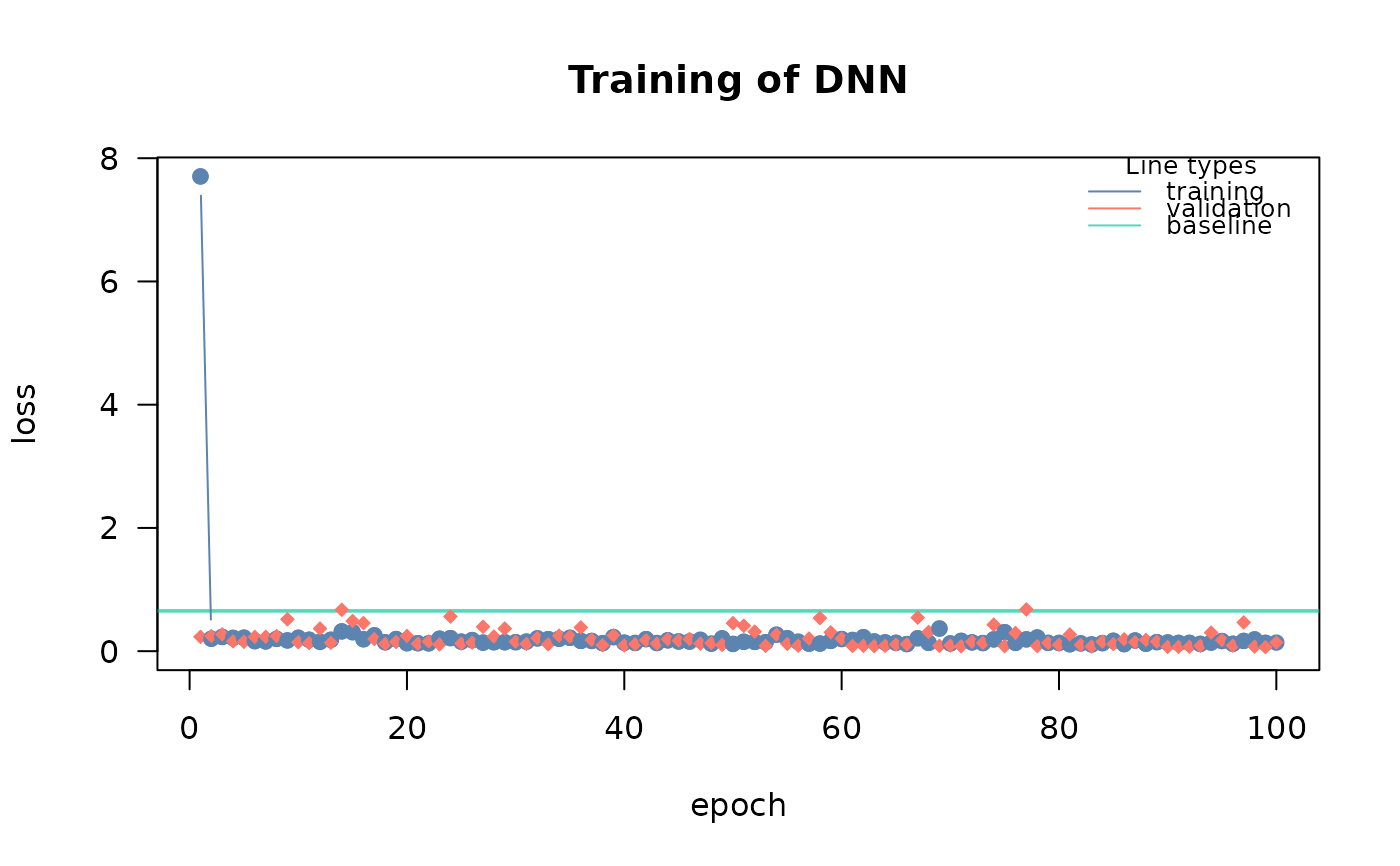 Training of DNN
8
6
4
2
0
loss
Line types
training
validation
baseline
0 20 40 60 80 100
epoch